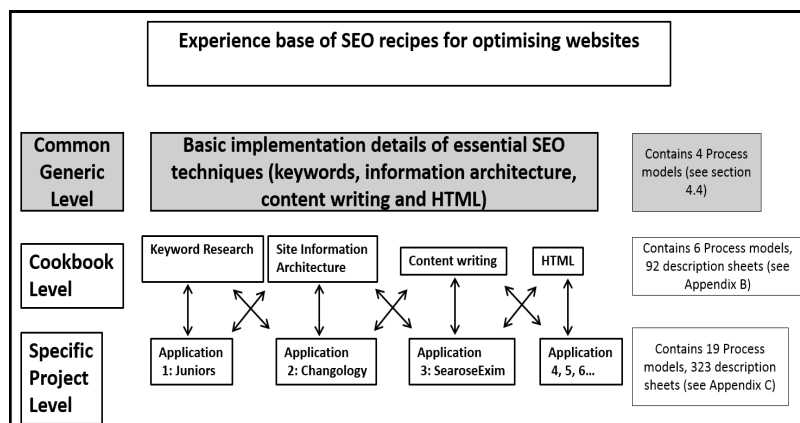 Experience base of SEO recipes for optimising websites
Common
Generic
Level
Basic implementation details of essential SEO
techniques (keywords, information architecture,
content writing and HTML)
Contains 4 Process
models (see section
4.4)
Cookbook
Level
Keyword Research
Site Information
Architecture
Content writing
HTML
Contains 6 Process models,
92 description sheets (see
Appendix B)
Specific
Project
Level
Application
1: Juniors
Application
2: Changology
Application
3: SearoseExim
Application
4, 5, 6...
Contains 19 Process
models, 323 description
sheets (see Appendix C)